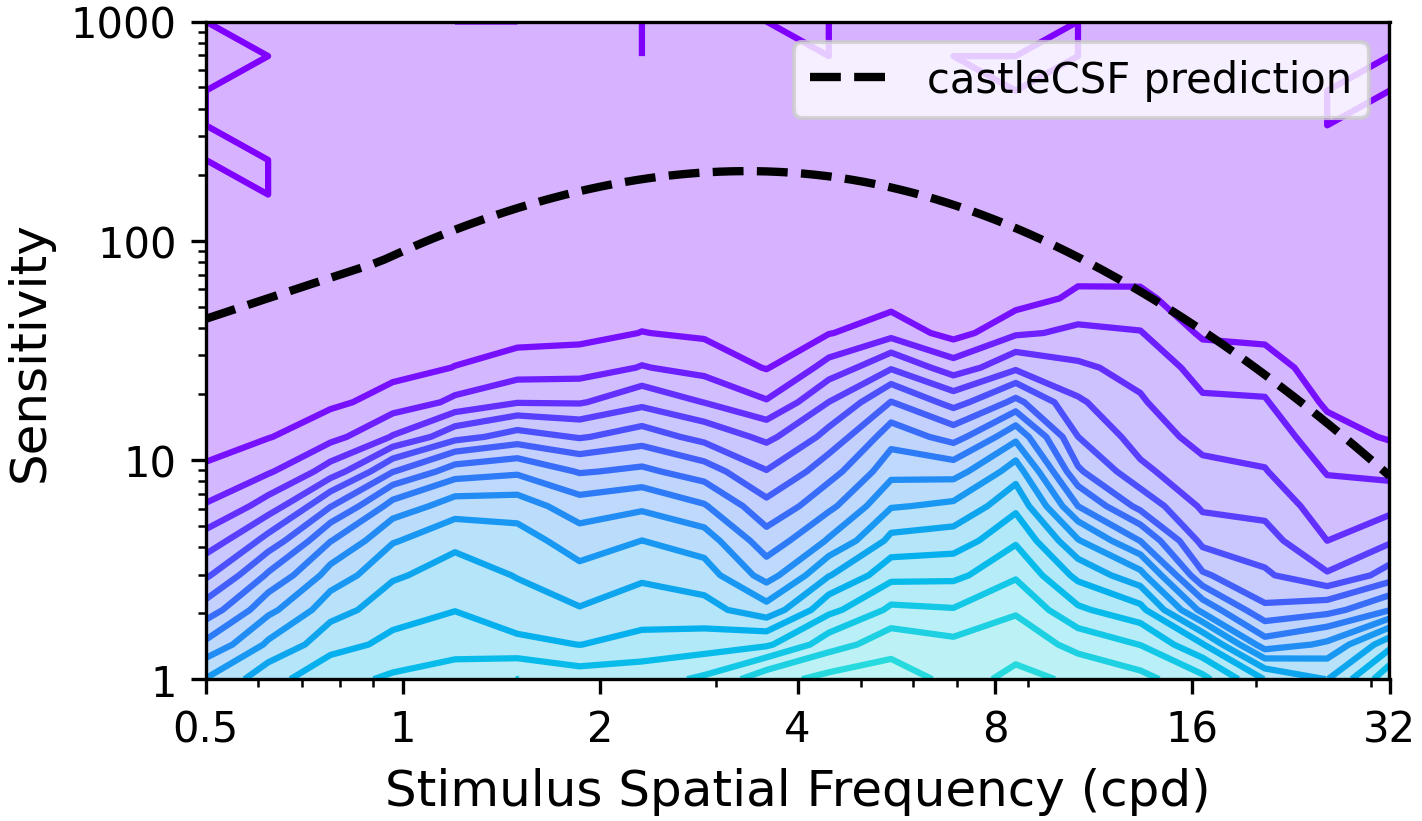 1000
100
10
1
Sensitivity
castleCSF prediction
0.5 1 2 4 8 16 32
Stimulus Spatial Frequency (cpd)